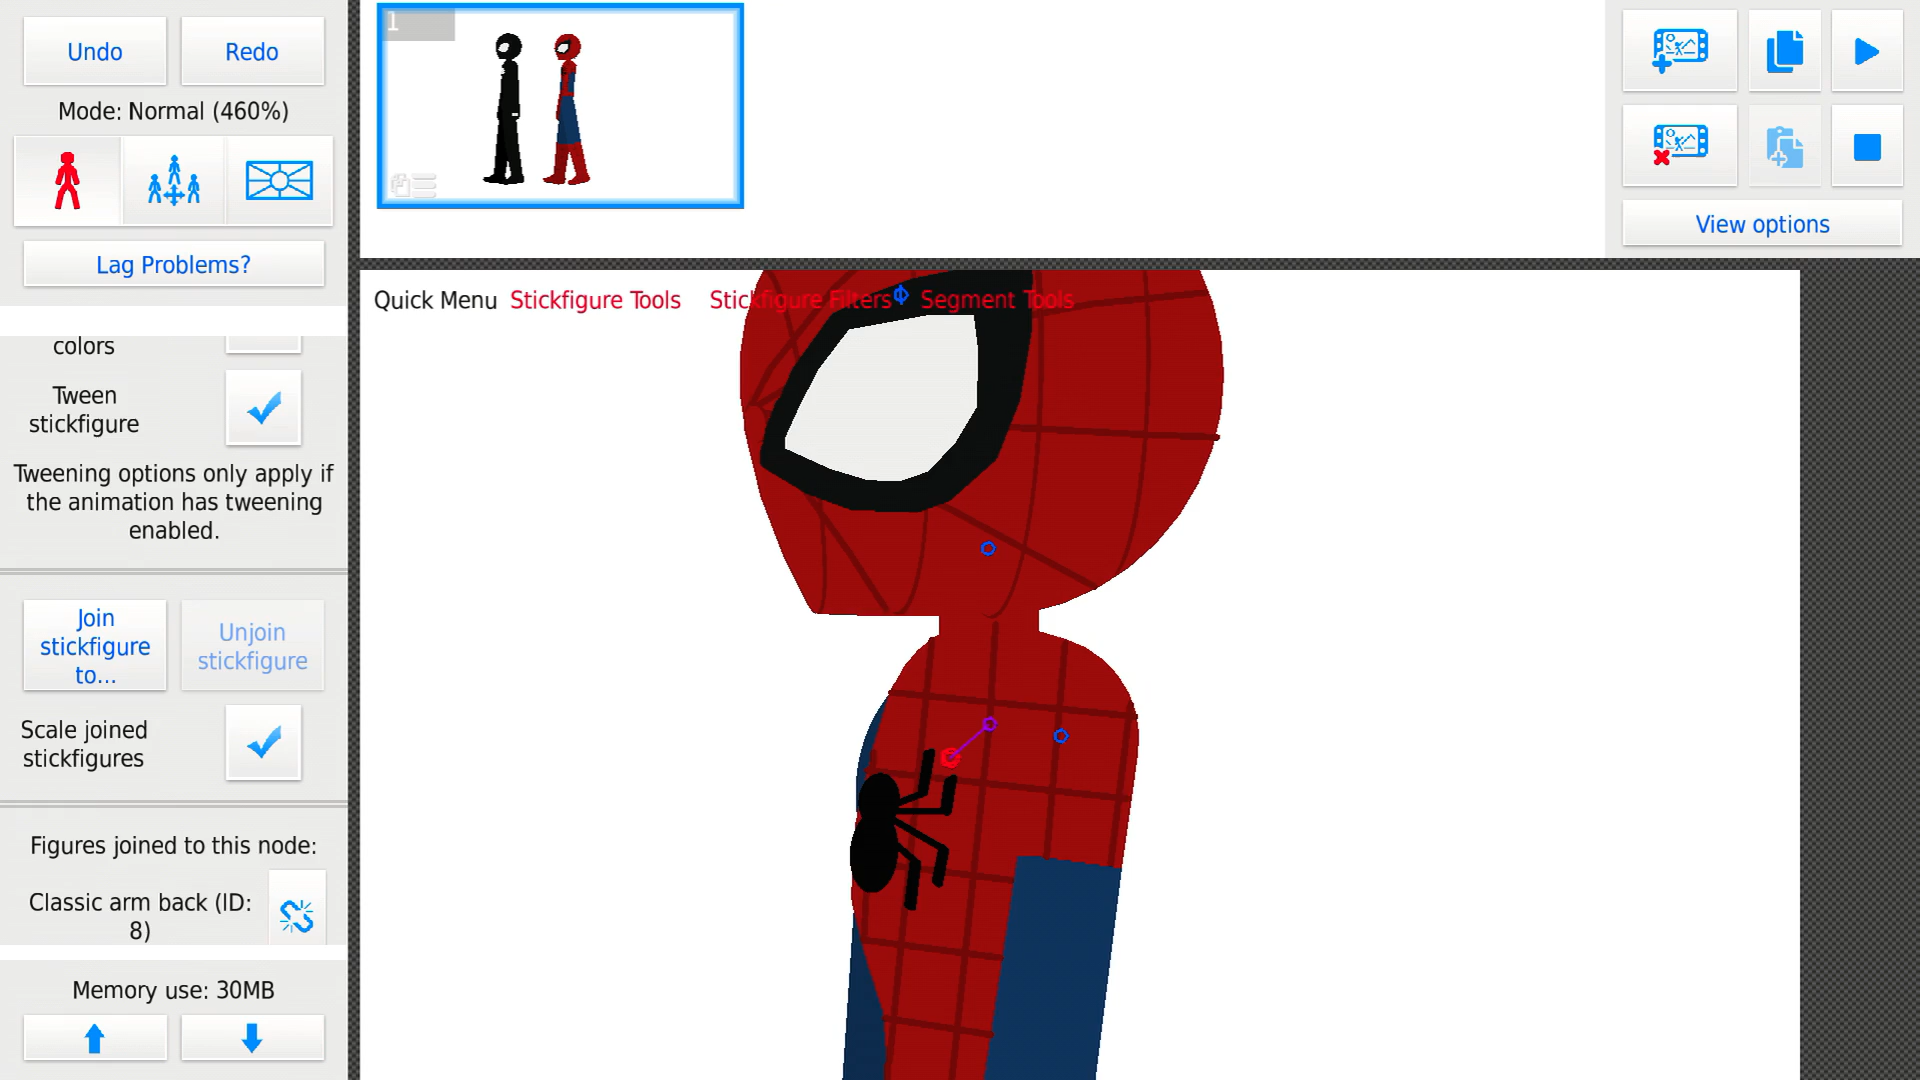 Undo
Redo
Mode: Normal (460%)
Lag Problems?
colors
Tween
stickfigure
Tweening options only apply if
the animation has tweening
enabled.
Join
stickfigure
to...
Unjoin
stickfigure
Scale joined
stickfigures
Figures joined to this node:
Classic arm back (ID:
8)
Memory use: 30MB
1
View options
Quick Menu Stickfigure Tools Stickfigure Filters Segment Tools